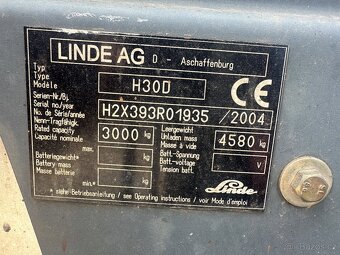 LINDE AG D - Aschaffenburg
Typ
Type
Modèle
H30D
CE
Serien-Nr./Bj.
Serial no./year
No de Série/année
H2X393R01935 / 2004
Nenn-Tragfähigk.
Rated capacity
Capacité nominale
3000 kg
Leergewicht
Unladen mass
Masse à vide
4580 kg
Batteriegewicht*
Battery mass
Masse batterie
max.
min.* kg
Batt.-Spannung
Batt.-voltage
Tension batt.
V
Linde
* siehe Betriebsanleitung / see Operating instructions / voir Mode d'emploi